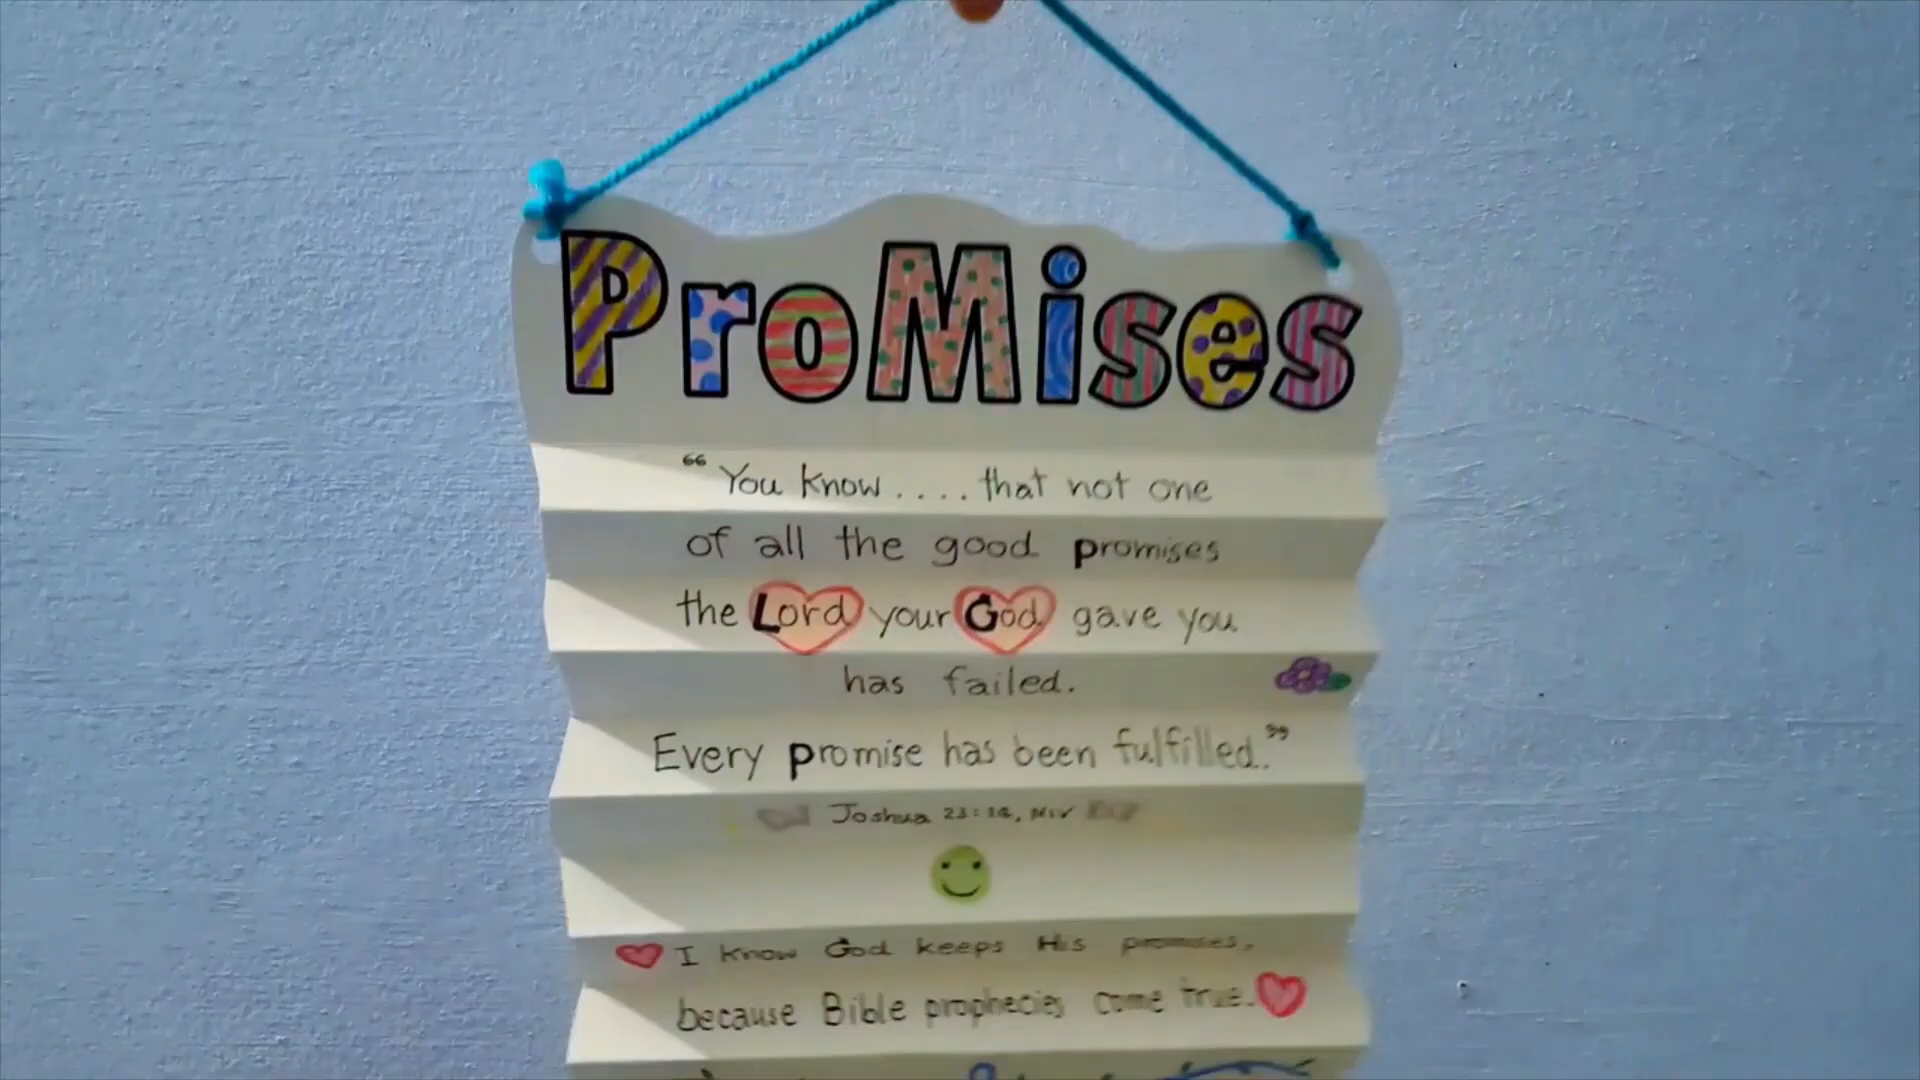 ProMises
“You know....that not one
of all the good promises
the Lord your God gave you
has failed.
Every promise has been fulfilled.”
Joshua 23:14, NIV
I know God keeps His promises,
because Bible prophecies come true.